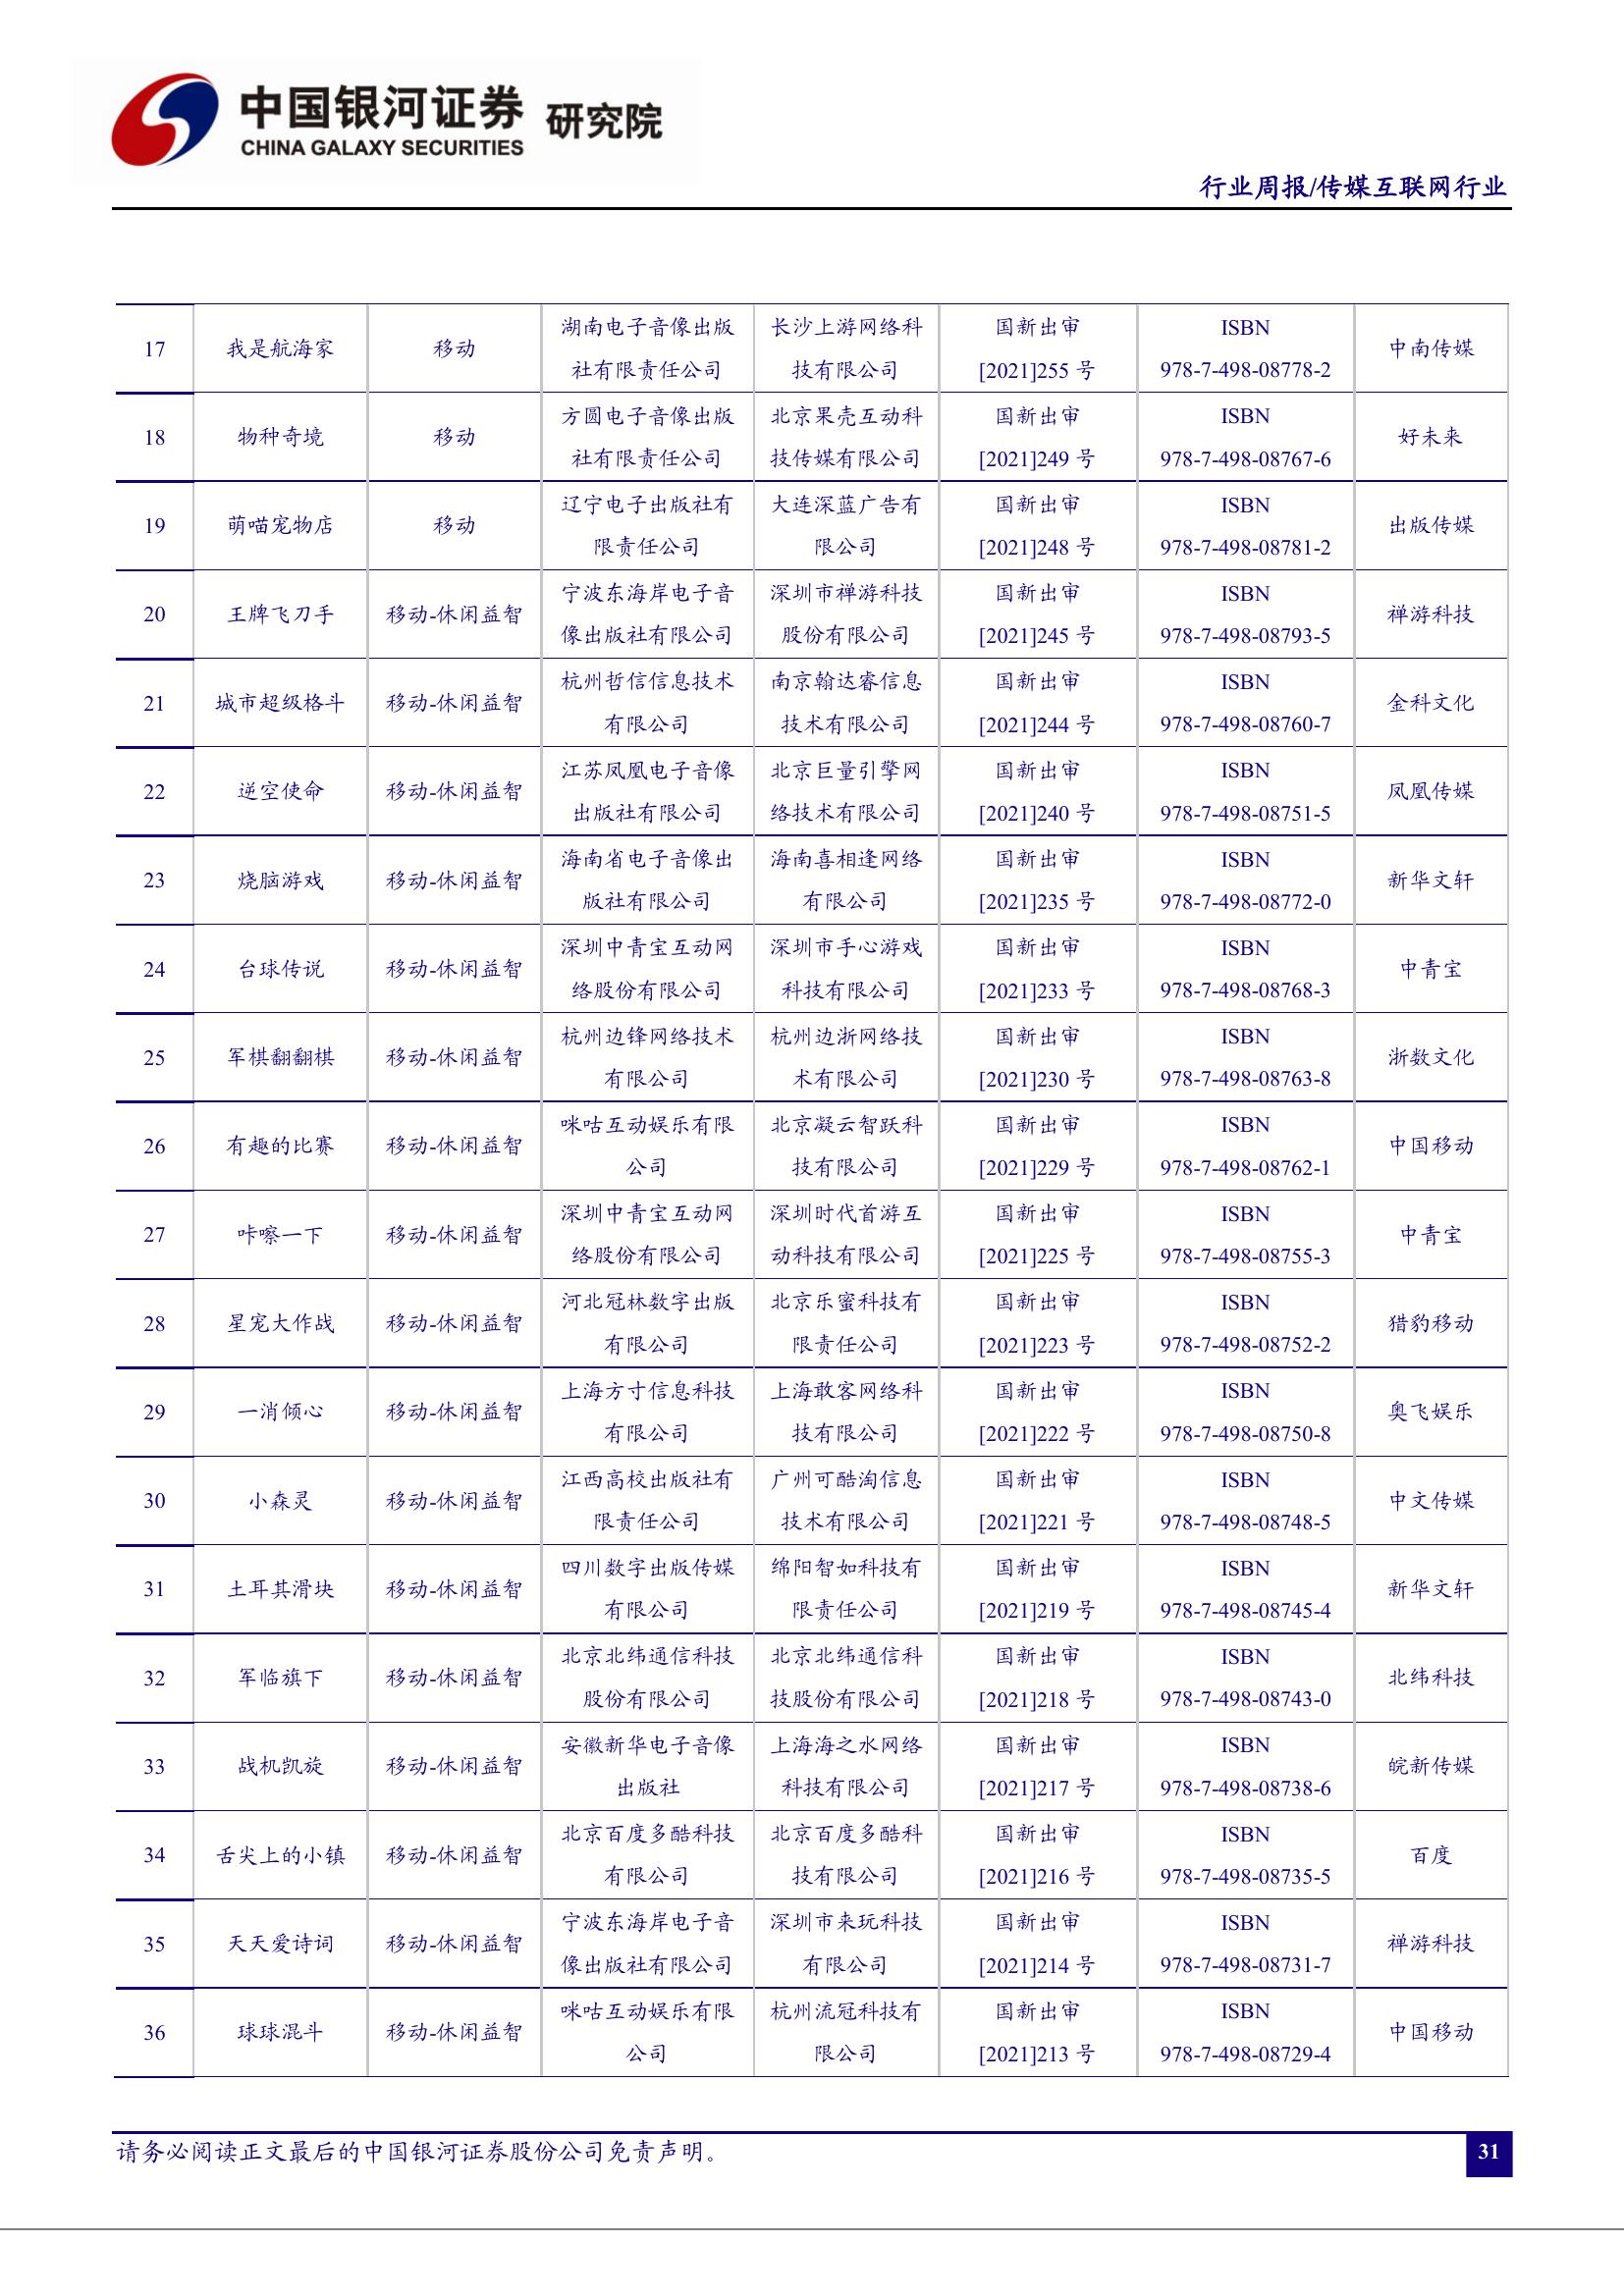 中国银河证券 研究院
CHINA GALAXY SECURITIES
行业周报/传媒互联网行业
17 我是航海家 移动 湖南电子音像出版社有限责任公司 长沙上游网络科技有限公司 国新出审[2021]255 号 ISBN 978-7-498-08778-2 中南传媒
18 物种奇境 移动 方圆电子音像出版社有限责任公司 北京果壳互动科技传媒有限公司 国新出审[2021]249 号 ISBN 978-7-498-08767-6 好未来
19 萌喵宠物店 移动 辽宁电子出版社有限责任公司 大连深蓝广告有限公司 国新出审[2021]248 号 ISBN 978-7-498-08781-2 出版传媒
20 王牌飞刀手 移动-休闲益智 宁波东海岸电子音像出版社有限公司 深圳市禅游科技股份有限公司 国新出审[2021]245 号 ISBN 978-7-498-08793-5 禅游科技
21 城市超级格斗 移动-休闲益智 杭州哲信信息技术有限公司 南京翰达睿信息技术有限公司 国新出审[2021]244 号 ISBN 978-7-498-08760-7 金科文化
22 逆空使命 移动-休闲益智 江苏凤凰电子音像出版社有限公司 北京巨量引擎网络技术有限公司 国新出审[2021]240 号 ISBN 978-7-498-08751-5 凤凰传媒
23 烧脑游戏 移动-休闲益智 海南省电子音像出版社有限公司 海南喜相逢网络有限公司 国新出审[2021]235 号 ISBN 978-7-498-08772-0 新华文轩
24 台球传说 移动-休闲益智 深圳中青宝互动网络股份有限公司 深圳市手心游戏科技有限公司 国新出审[2021]233 号 ISBN 978-7-498-08768-3 中青宝
25 军棋翻翻棋 移动-休闲益智 杭州边锋网络技术有限公司 杭州边浙网络技术有限公司 国新出审[2021]230 号 ISBN 978-7-498-08763-8 浙数文化
26 有趣的比赛 移动-休闲益智 咪咕互动娱乐有限公司 北京凝云智跃科技有限公司 国新出审[2021]229 号 ISBN 978-7-498-08762-1 中国移动
27 咔嚓一下 移动-休闲益智 深圳中青宝互动网络股份有限公司 深圳时代首游互动科技有限公司 国新出审[2021]225 号 ISBN 978-7-498-08755-3 中青宝
28 星宠大作战 移动-休闲益智 河北冠林数字出版有限公司 北京乐蜜科技有限责任公司 国新出审[2021]223 号 ISBN 978-7-498-08752-2 猎豹移动
29 一消倾心 移动-休闲益智 上海方寸信息科技有限公司 上海敢客网络科技有限公司 国新出审[2021]222 号 ISBN 978-7-498-08750-8 奥飞娱乐
30 小森灵 移动-休闲益智 江西高校出版社有限责任公司 广州可酷淘信息技术有限公司 国新出审[2021]221 号 ISBN 978-7-498-08748-5 中文传媒
31 土耳其滑块 移动-休闲益智 四川数字出版传媒有限公司 绵阳智如科技有限责任公司 国新出审[2021]219 号 ISBN 978-7-498-08745-4 新华文轩
32 军临旗下 移动-休闲益智 北京北纬通信科技股份有限公司 北京北纬通信科技股份有限公司 国新出审[2021]218 号 ISBN 978-7-498-08743-0 北纬科技
33 战机凯旋 移动-休闲益智 安徽新华电子音像出版社 上海海之水网络科技有限公司 国新出审[2021]217 号 ISBN 978-7-498-08738-6 皖新传媒
34 舌尖上的小镇 移动-休闲益智 北京百度多酷科技有限公司 北京百度多酷科技有限公司 国新出审[2021]216 号 ISBN 978-7-498-08735-5 百度
35 天天爱诗词 移动-休闲益智 宁波东海岸电子音像出版社有限公司 深圳市来玩科技有限公司 国新出审[2021]214 号 ISBN 978-7-498-08731-7 禅游科技
36 球球混斗 移动-休闲益智 咪咕互动娱乐有限公司 杭州流冠科技有限公司 国新出审[2021]213 号 ISBN 978-7-498-08729-4 中国移动
请务必阅读正文最后的中国银河证券股份公司免责声明。
31